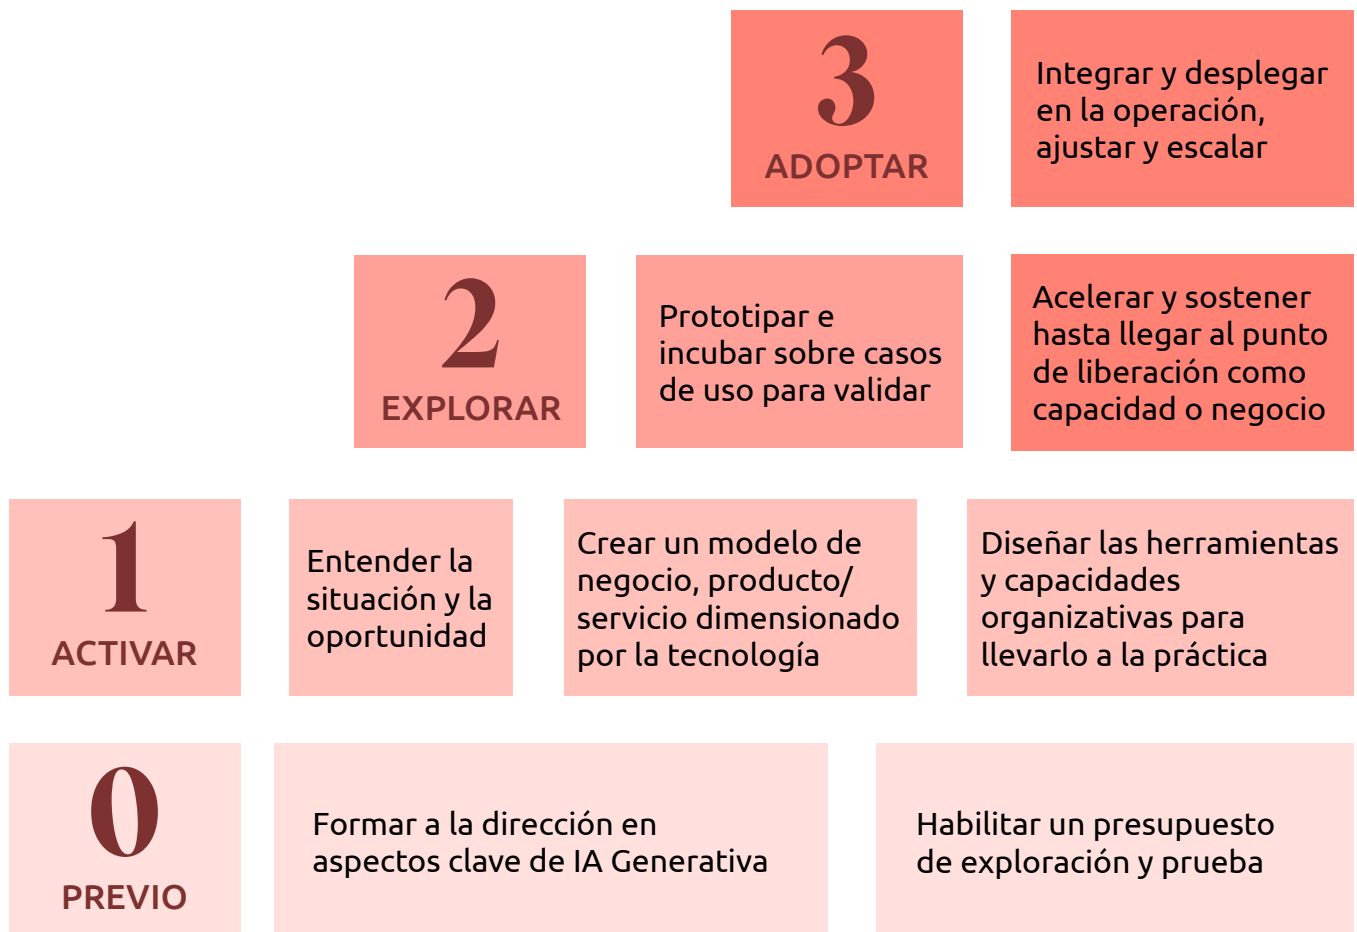 3
ADOPTAR
Integrar y desplegar
en la operación,
ajustar y escalar
2
EXPLORAR
Prototipar e
incubar sobre casos
de uso para validar
Acelerar y sostener
hasta llegar al punto
de liberación como
capacidad o negocio
1
ACTIVAR
Entender la
situación y la
oportunidad
Crear un modelo de
negocio, producto/
servicio dimensionado
por la tecnología
Diseñar las herramientas
y capacidades
organizativas para
llevarlo a la práctica
0
PREVIO
Formar a la dirección en
aspectos clave de IA Generativa
Habilitar un presupuesto
de exploración y prueba